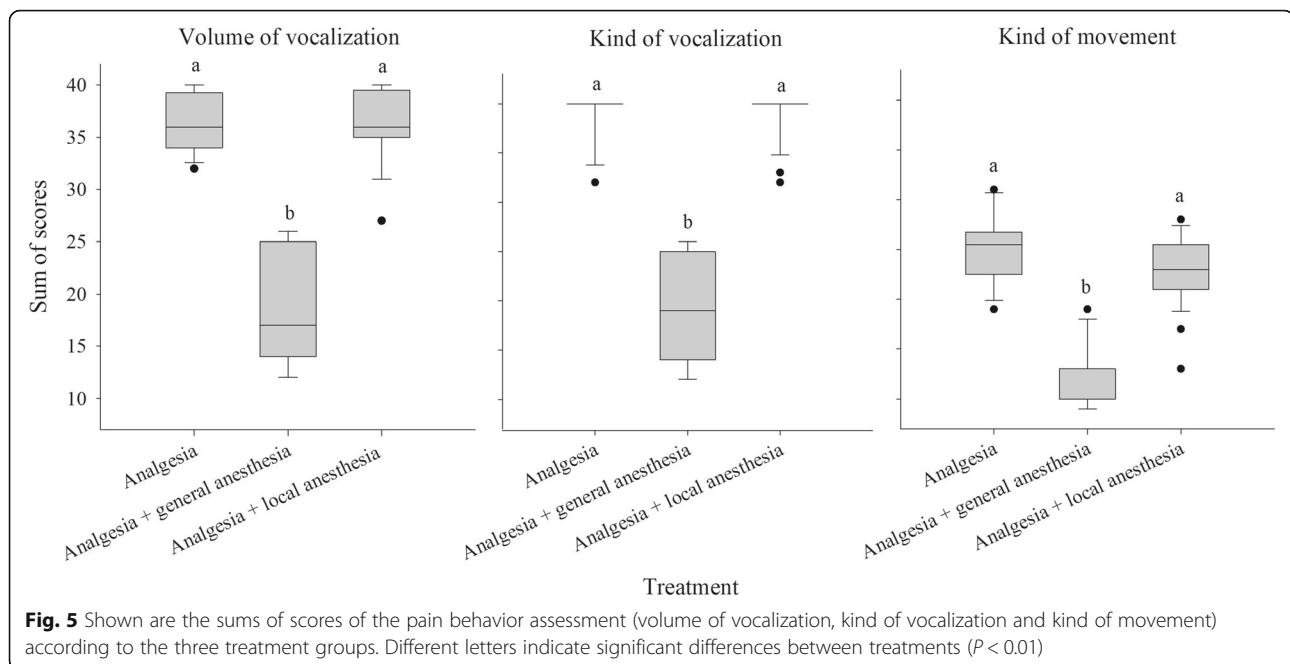 Volume of vocalization
Kind of vocalization
Kind of movement
Sum of scores
40
35
30
25
20
15
10
a
b
a
a
b
a
a
b
a
Analgesia
Analgesia + general anesthesia
Analgesia + local anesthesia
Analgesia
Analgesia + general anesthesia
Analgesia + local anesthesia
Analgesia
Analgesia + general anesthesia
Analgesia + local anesthesia
Treatment
Fig. 5 Shown are the sums of scores of the pain behavior assessment (volume of vocalization, kind of vocalization and kind of movement)
according to the three treatment groups. Different letters indicate significant differences between treatments (P < 0.01)